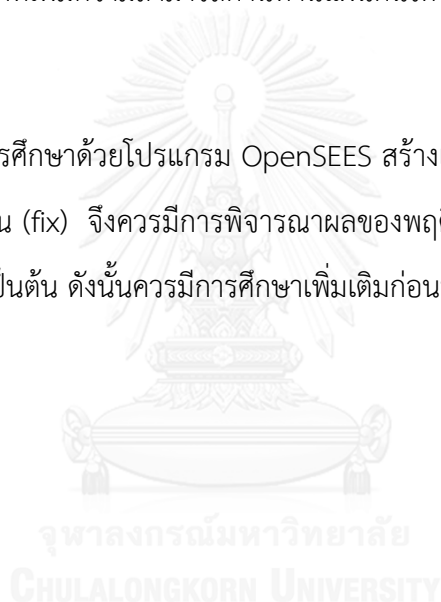 รศึกษาด้วยโปรแกรม OpenSEES สร้าง
น (fix) จึงควรมีการพิจารณาผลของพฤ
ป็นต้น ดังนั้นควรมีการศึกษาเพิ่มเติมก่อน
จุฬาลงกรณ์มหาวิทยาลัย
CHULALONGKORN UNIVERSITY